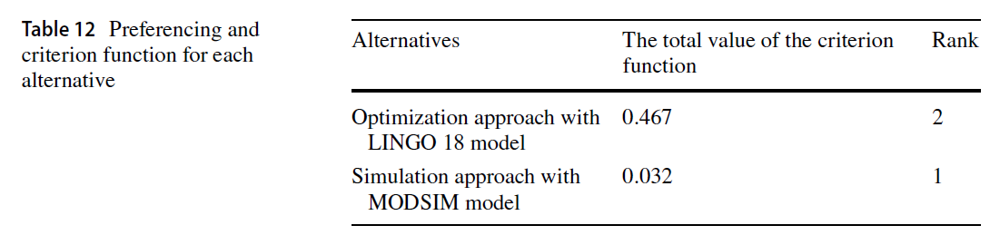 Table 12 Preferencing and
criterion function for each
alternative
Alternatives
The total value of the criterion
function
Rank
Optimization approach with
LINGO 18 model
0.467
2
Simulation approach with
MODSIM model
0.032
1